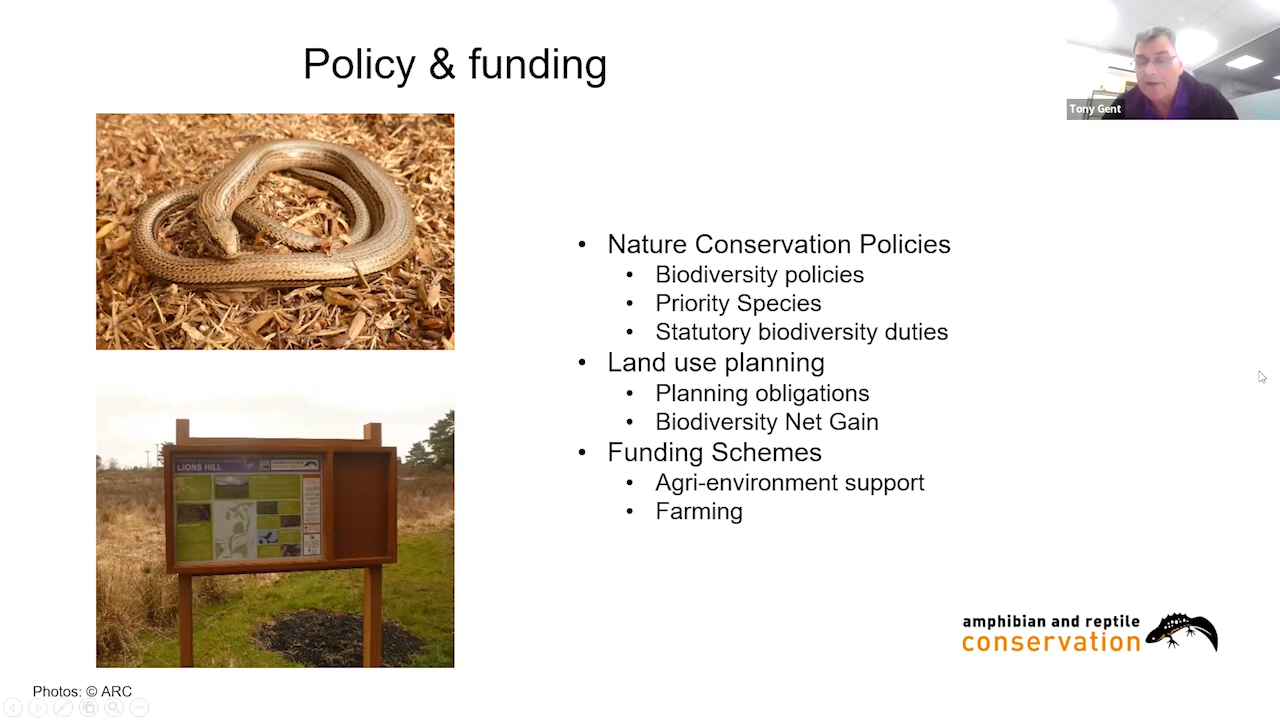 Policy & funding
Tony Gent
• Nature Conservation Policies
• Biodiversity policies
• Priority Species
• Statutory biodiversity duties
• Land use planning
• Planning obligations
• Biodiversity Net Gain
• Funding Schemes
• Agri-environment support
• Farming
LIONS HILL
amphibian and reptile
conservation
Photos: © ARC